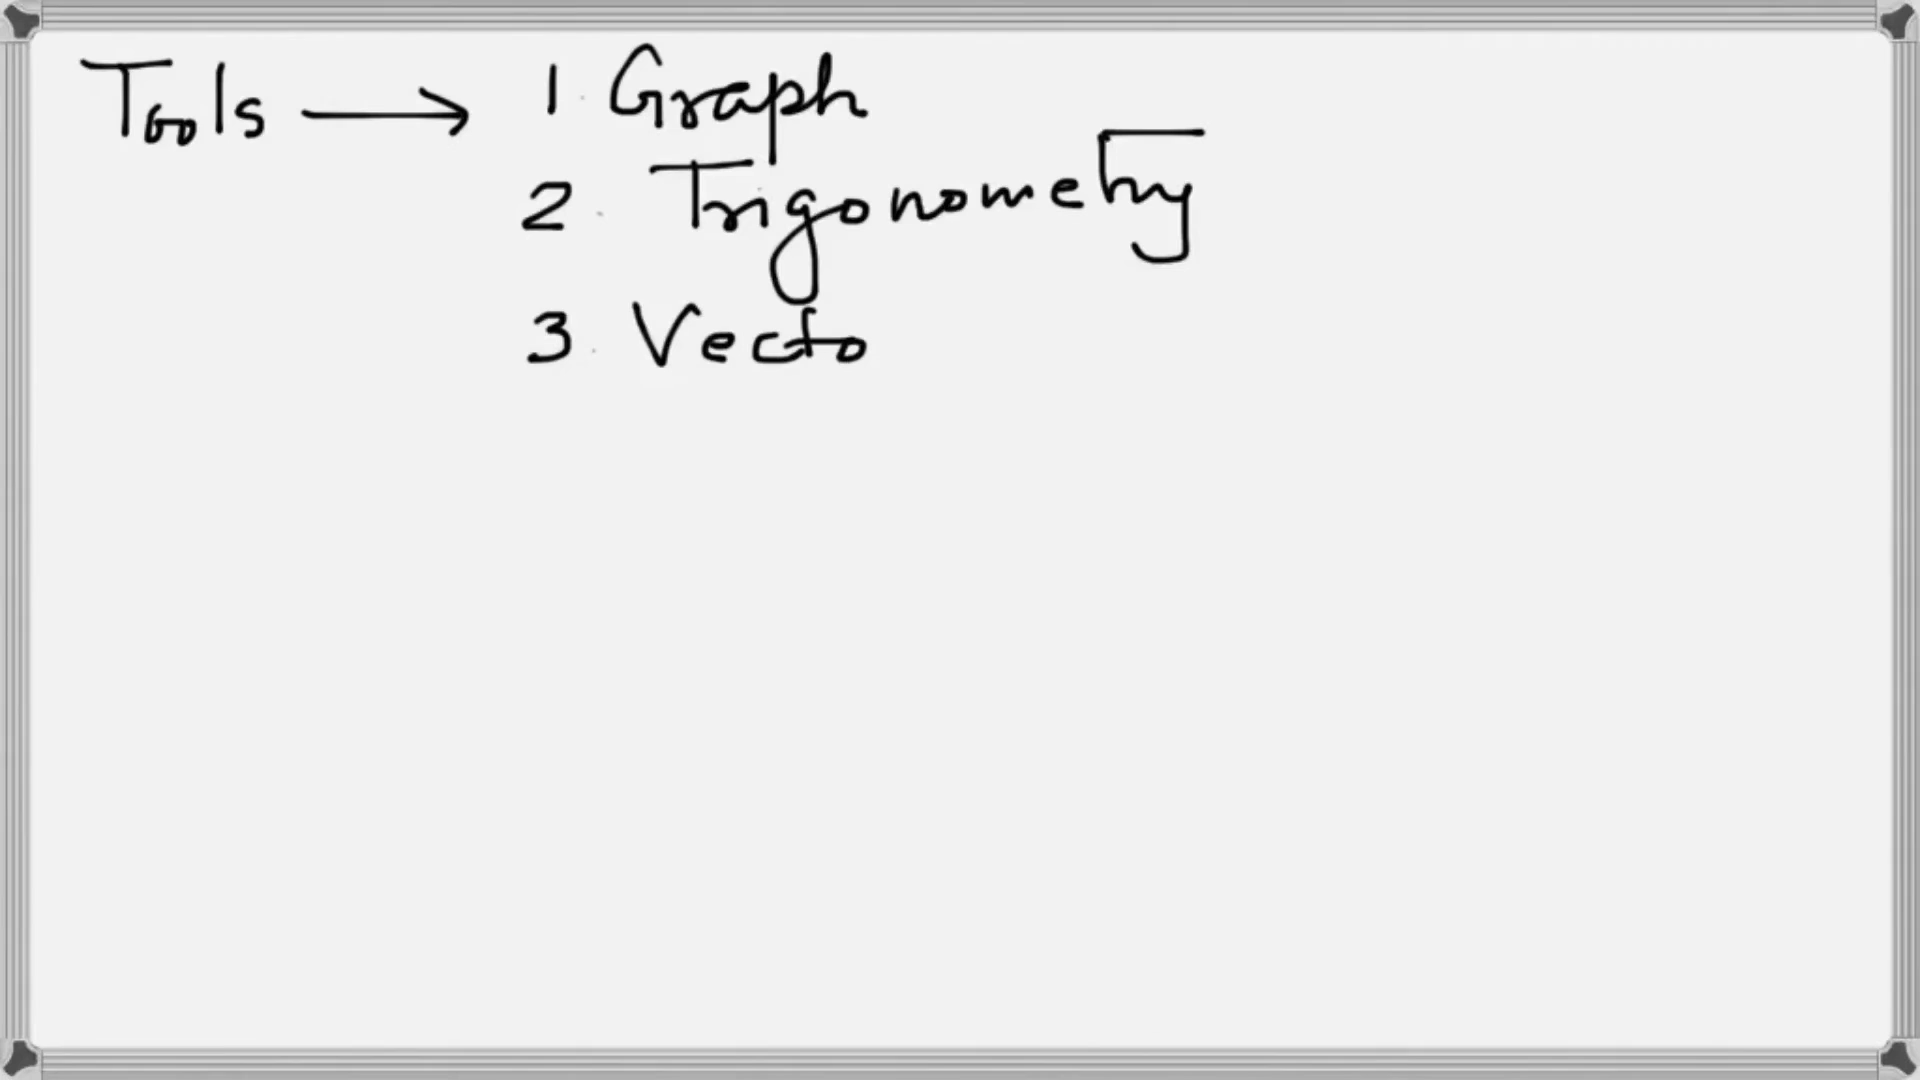 Tools → 1. Graph
2. Trigonometry
3. Vecto